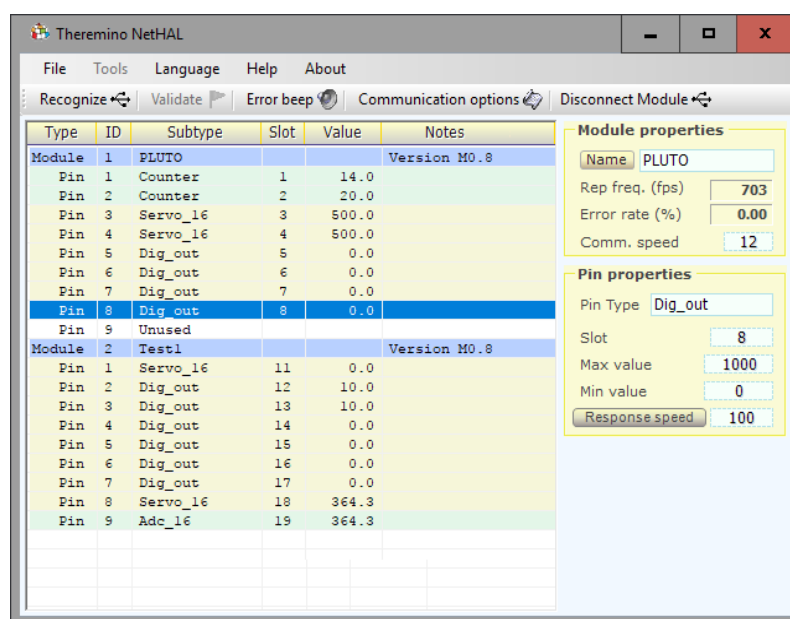 Theremino NetHAL
File Tools Language Help About
Recognize Validate Error beep Communication options Disconnect Module
Type ID Subtype Slot Value Notes
Module 1 PLUTO Version M0.8
Pin 1 Counter 1 14.0
Pin 2 Counter 2 20.0
Pin 3 Servo_16 3 500.0
Pin 4 Servo_16 4 500.0
Pin 5 Dig_out 5 0.0
Pin 6 Dig_out 6 0.0
Pin 7 Dig_out 7 0.0
Pin 8 Dig_out 8 0.0
Pin 9 Unused
Module 2 Test1 Version M0.8
Pin 1 Servo_16 11 0.0
Pin 2 Dig_out 12 10.0
Pin 3 Dig_out 13 10.0
Pin 4 Dig_out 14 0.0
Pin 5 Dig_out 15 0.0
Pin 6 Dig_out 16 0.0
Pin 7 Dig_out 17 0.0
Pin 8 Servo_16 18 364.3
Pin 9 Adc_16 19 364.3
Module properties
Name PLUTO
Rep freq. (fps) 703
Error rate (%) 0.00
Comm. speed 12
Pin properties
Pin Type Dig_out
Slot 8
Max value 1000
Min value 0
Response speed 100